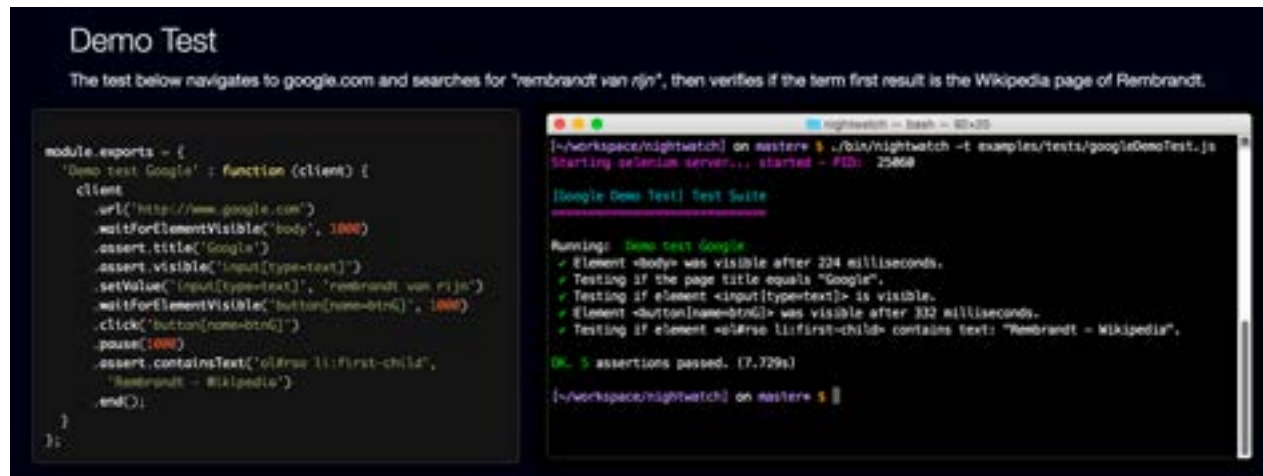 Demo Test
The test below navigates to google.com and searches for "rembrandt van rijn", then verifies if the term first result is the Wikipedia page of Rembrandt.
module.exports = {
'Demo test Google' : function (client) {
client
.url('http://www.google.com')
.waitForElementVisible('body', 1000)
.assert.title('Google')
.assert.visible('input[type=text]')
.setValue('input[type=text]', 'rembrandt van rijn')
.waitForElementVisible('button[name=btnG]', 1000)
.click('button[name=btnG]')
.pause(1000)
.assert.containsText('ol#rso li:first-child',
'Rembrandt - Wikipedia')
.end();
}
};
nightwatch — bash — 92×20
[~/workspace/nightwatch] on master* $ ./bin/nightwatch -t examples/tests/googleDemoTest.js
Starting selenium server... started - PID: 25060
[Google Demo Test] Test Suite
==============================
Running: Demo test Google
✔ Element <body> was visible after 224 milliseconds.
✔ Testing if the page title equals "Google".
✔ Testing if element <input[type=text]> is visible.
✔ Element <button[name=btnG]> was visible after 332 milliseconds.
✔ Testing if element <ol#rso li:first-child> contains text: "Rembrandt - Wikipedia".
OK. 5 assertions passed. (7.729s)
[~/workspace/nightwatch] on master* $